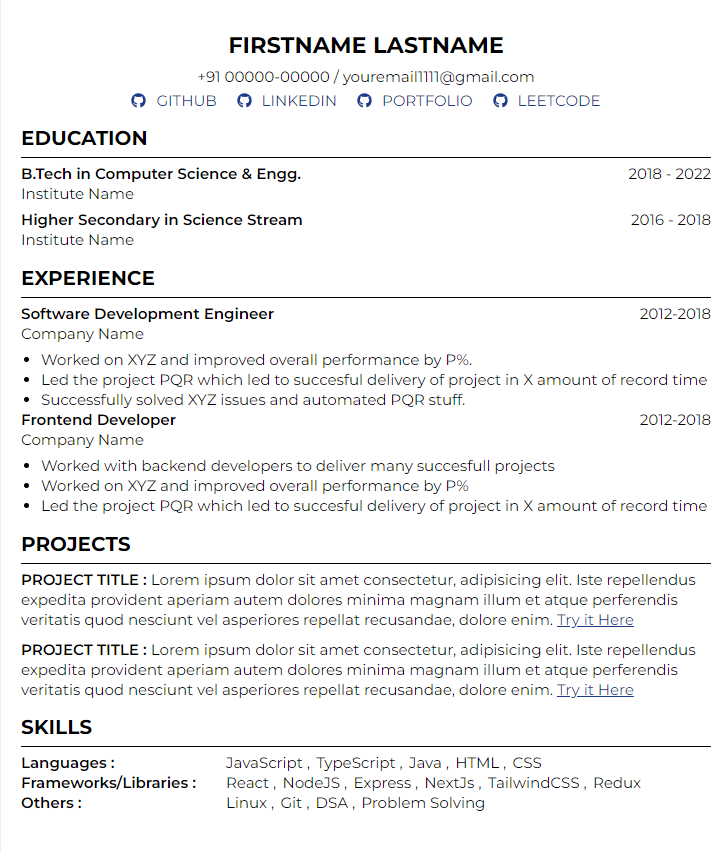 FIRSTNAME LASTNAME
+91 00000-00000 / youremail1111@gmail.com
GITHUB LINKEDIN PORTFOLIO LEETCODE
EDUCATION
B.Tech in Computer Science & Engg. 2018 - 2022
Institute Name
Higher Secondary in Science Stream 2016 - 2018
Institute Name
EXPERIENCE
Software Development Engineer 2012-2018
Company Name
• Worked on XYZ and improved overall performance by P%.
• Led the project PQR which led to succesful delivery of project in X amount of record time
• Successfully solved XYZ issues and automated PQR stuff.
Frontend Developer 2012-2018
Company Name
• Worked with backend developers to deliver many succesfull projects
• Worked on XYZ and improved overall performance by P%
• Led the project PQR which led to succesful delivery of project in X amount of record time
PROJECTS
PROJECT TITLE : Lorem ipsum dolor sit amet consectetur, adipisicing elit. Iste repellendus
expedita provident aperiam autem dolores minima magnam illum et atque perferendis
veritatis quod nesciunt vel asperiores repellat recusandae, dolore enim. Try it Here
PROJECT TITLE : Lorem ipsum dolor sit amet consectetur, adipisicing elit. Iste repellendus
expedita provident aperiam autem dolores minima magnam illum et atque perferendis
veritatis quod nesciunt vel asperiores repellat recusandae, dolore enim. Try it Here
SKILLS
Languages : JavaScript , TypeScript , Java , HTML , CSS
Frameworks/Libraries : React , NodeJS , Express , NextJs , TailwindCSS , Redux
Others : Linux , Git , DSA , Problem Solving